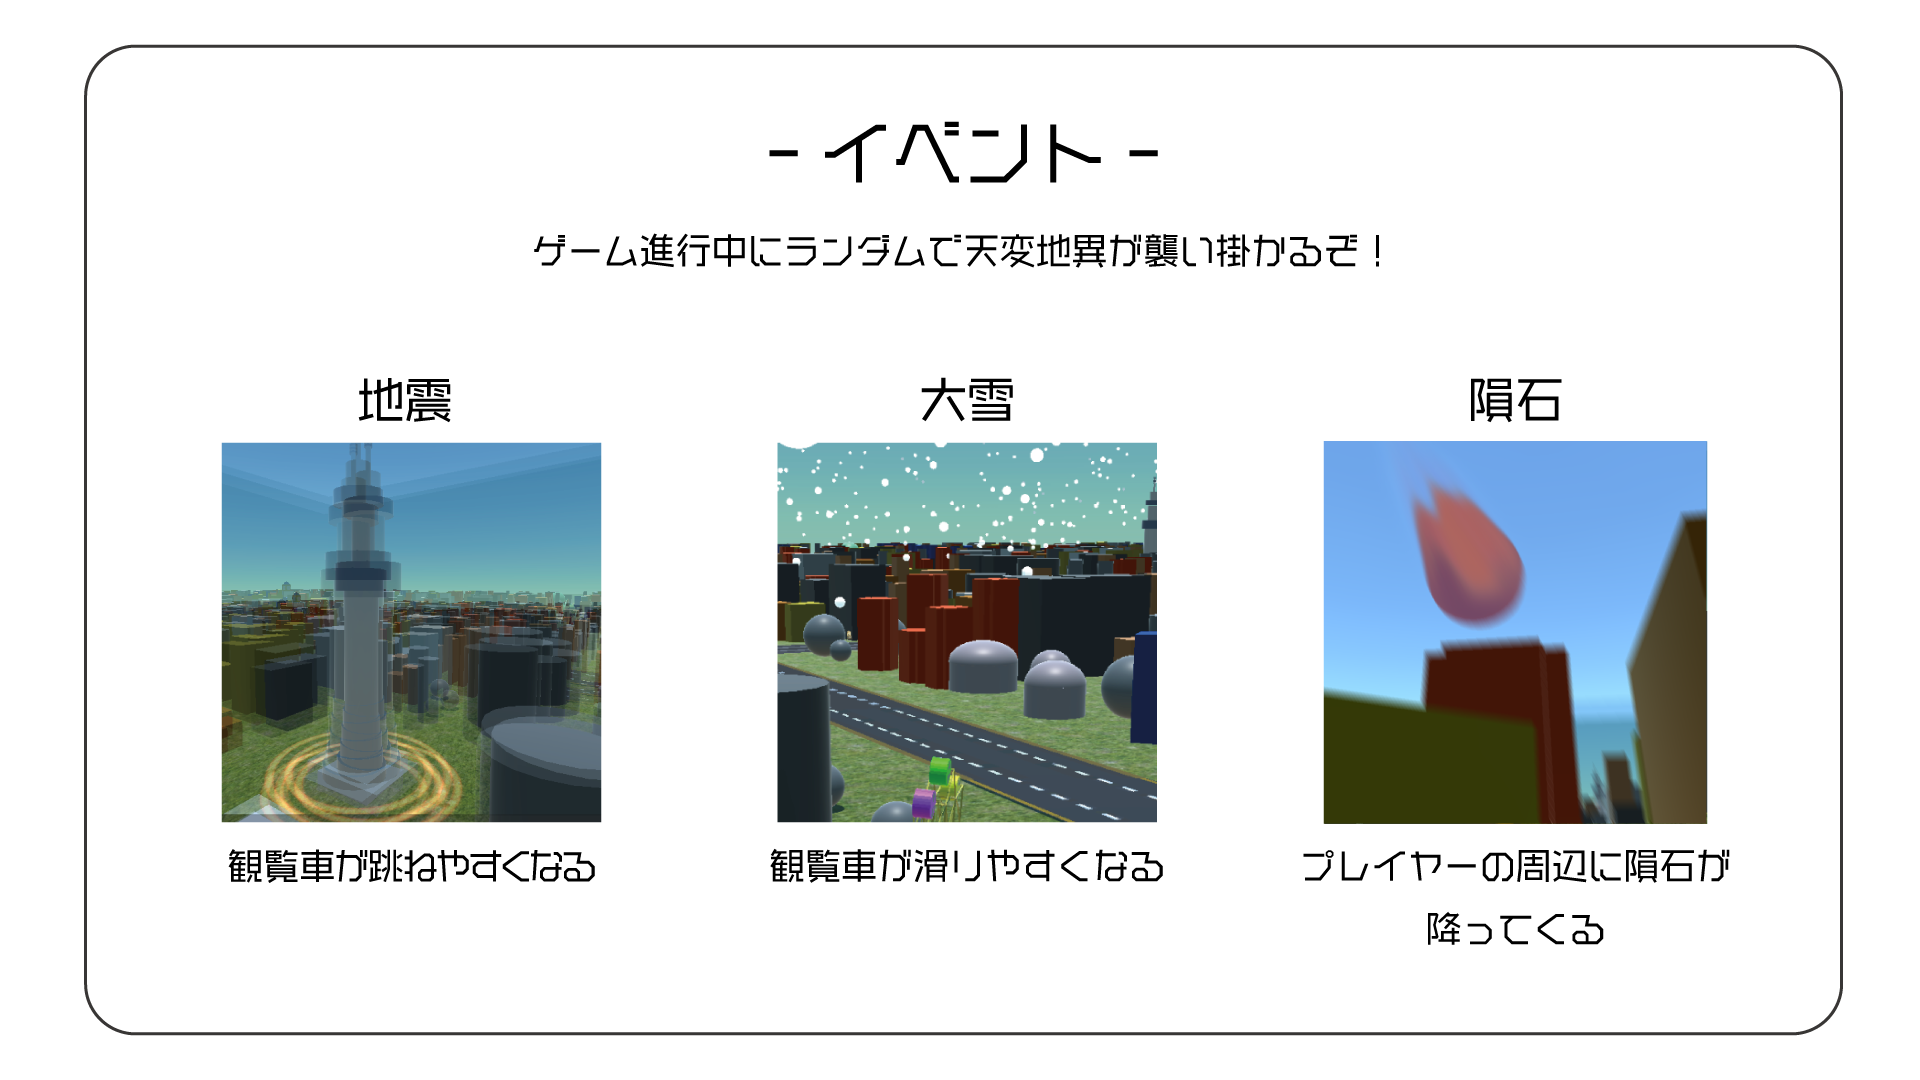 - イベント -
ゲーム進行中にランダムで天変地異が襲い掛かるぞ！
地震
大雪
隕石
観覧車が跳ねやすくなる
観覧車が滑りやすくなる
プレイヤーの周辺に隕石が
降ってくる